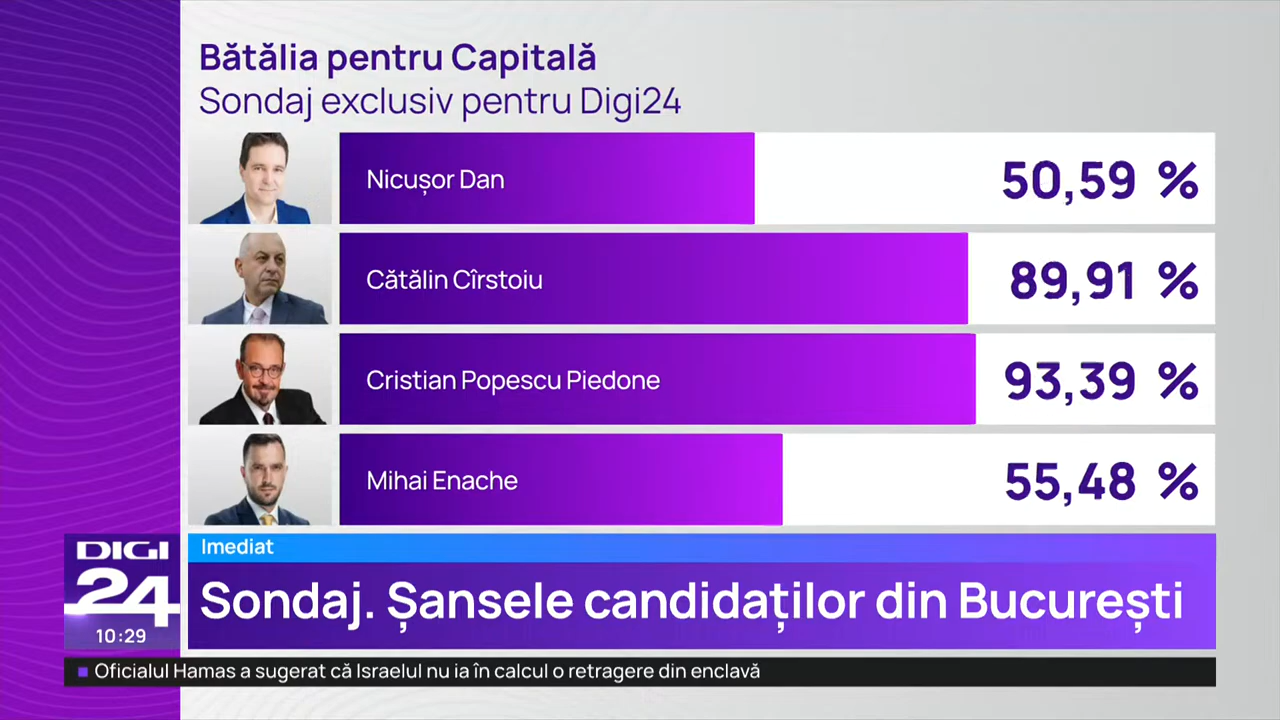 Bătălia pentru Capitală
Sondaj exclusiv pentru Digi24
Nicușor Dan 50,59 %
Cătălin Cîrstoiu 89,91 %
Cristian Popescu Piedone 93,39 %
Mihai Enache 55,48 %
DIGI
24
10:29
Imediat
Sondaj. Șansele candidaților din București
Oficialul Hamas a sugerat că Israelul nu ia în calcul o retragere din enclavă